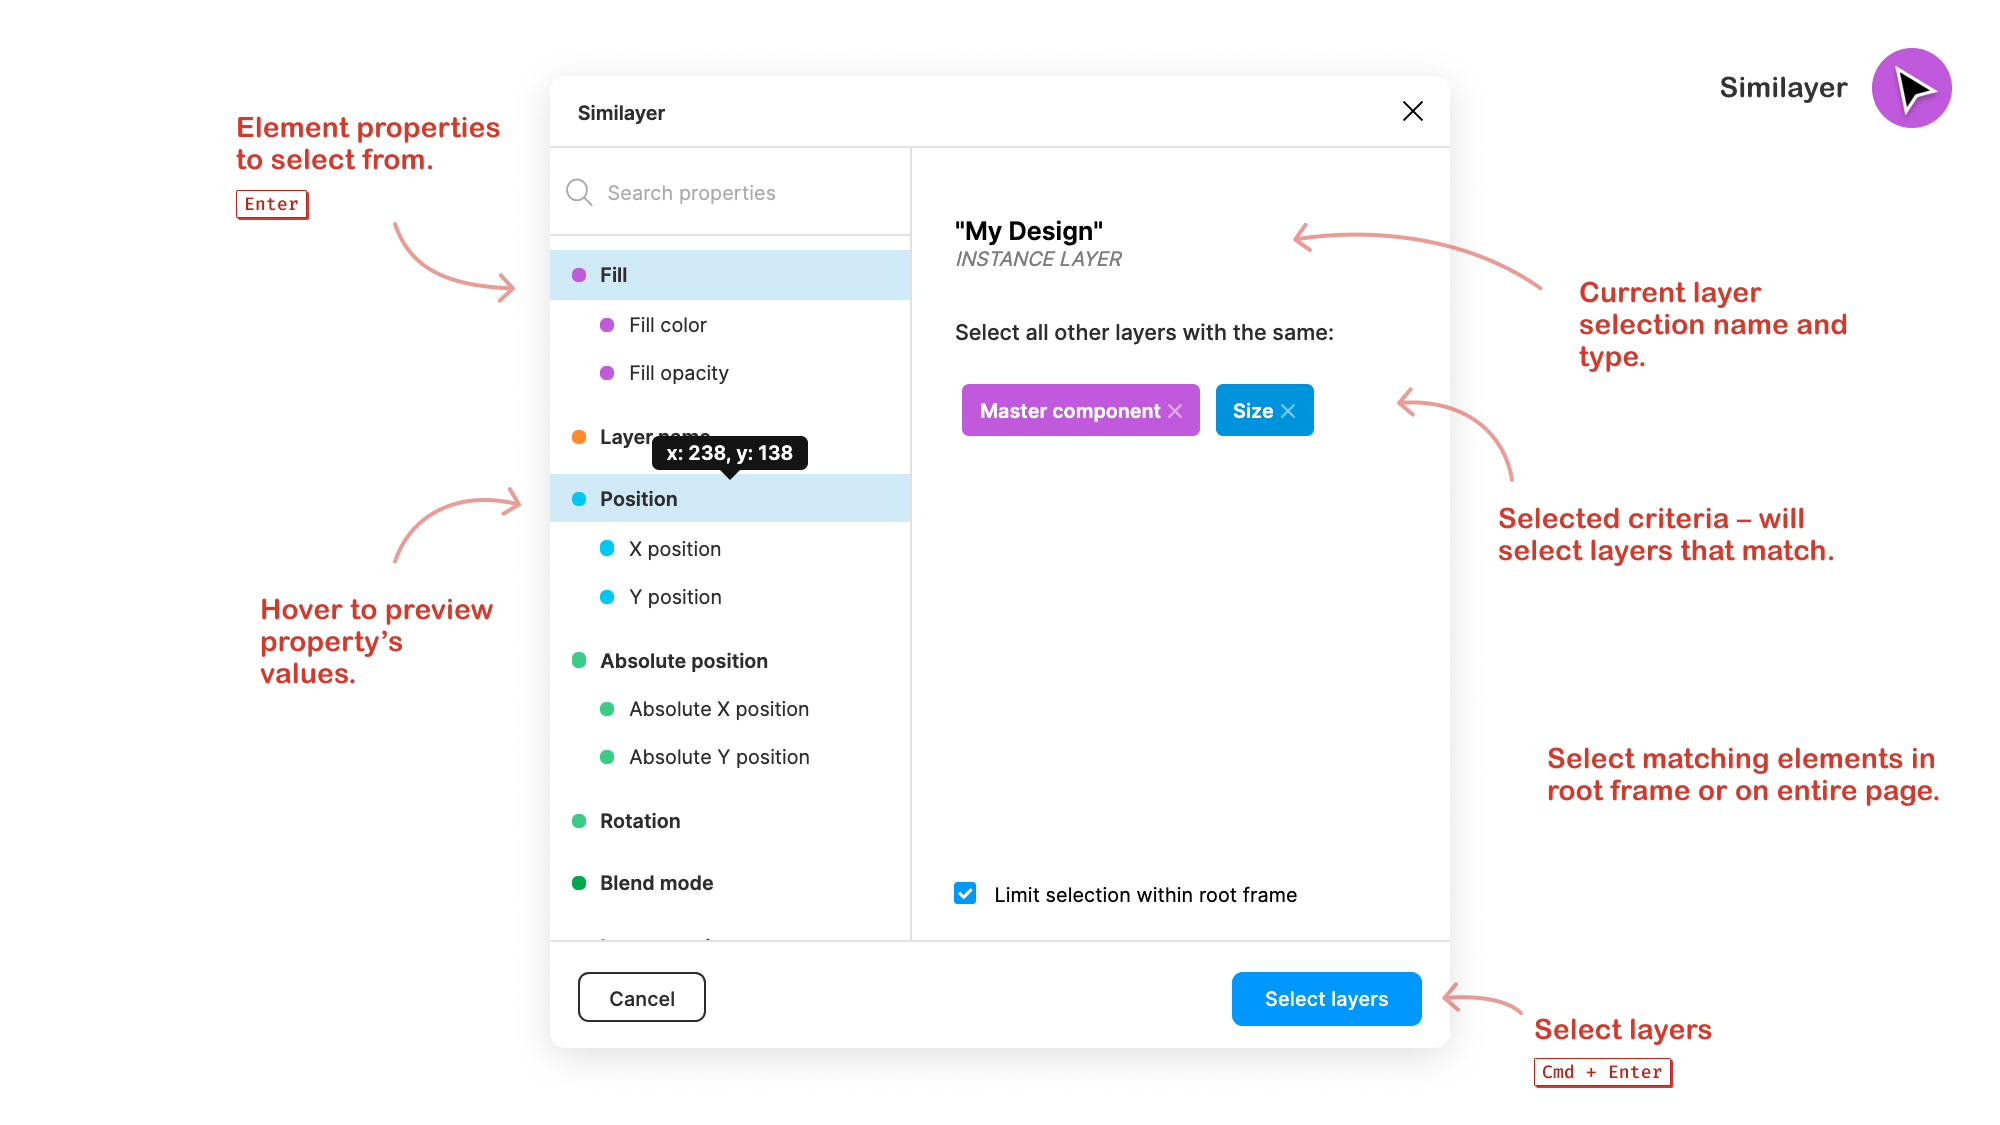 Similayer
Element properties
to select from.
Enter
Hover to preview
property’s
values.
Similayer
Search properties
Fill
Fill color
Fill opacity
Layer
x: 238, y: 138
Position
X position
Y position
Absolute position
Absolute X position
Absolute Y position
Rotation
Blend mode
"My Design"
INSTANCE LAYER
Select all other layers with the same:
Master component
Size
Limit selection within root frame
Cancel
Select layers
Current layer
selection name and
type.
Selected criteria – will
select layers that match.
Select matching elements in
root frame or on entire page.
Select layers
Cmd + Enter